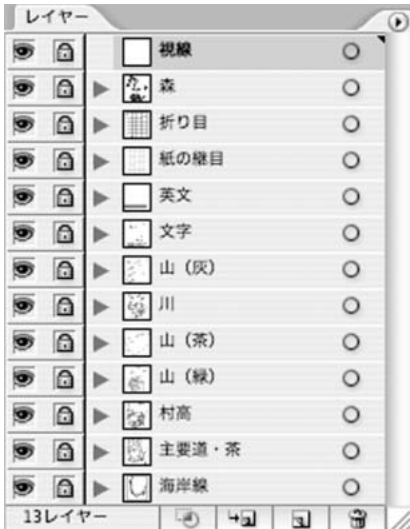 レイヤー
視線
森
折り目
紙の継目
英文
文字
山（灰）
川
山（茶）
山（緑）
村高
主要道・茶
海岸線
13レイヤー